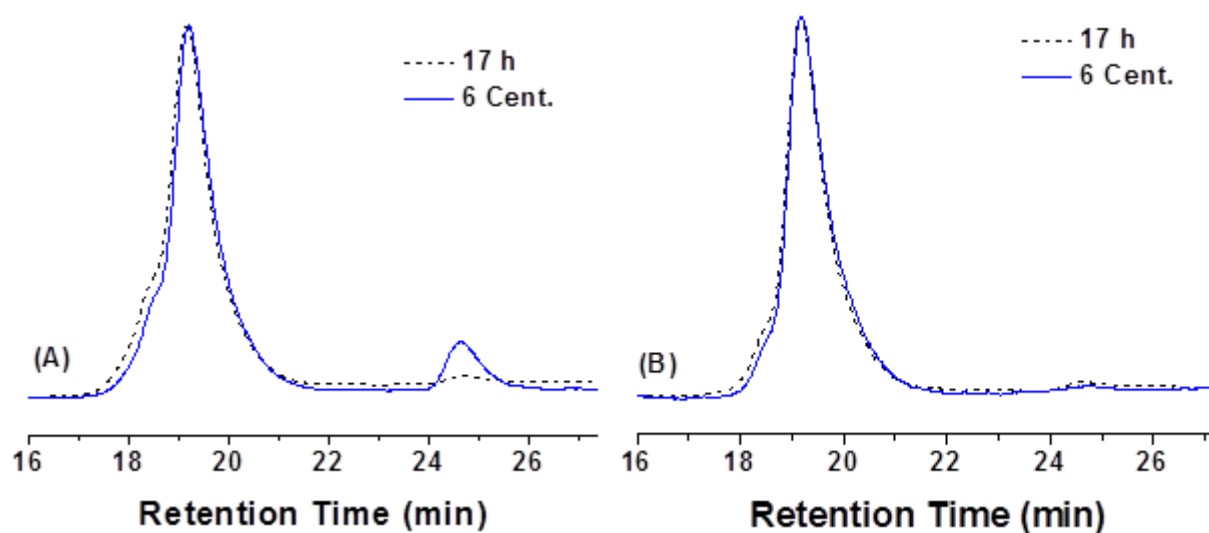 17 h
6 Cent.
(A)
16 18 20 22 24 26
Retention Time (min)
17 h
6 Cent.
(B)
16 18 20 22 24 26
Retention Time (min)